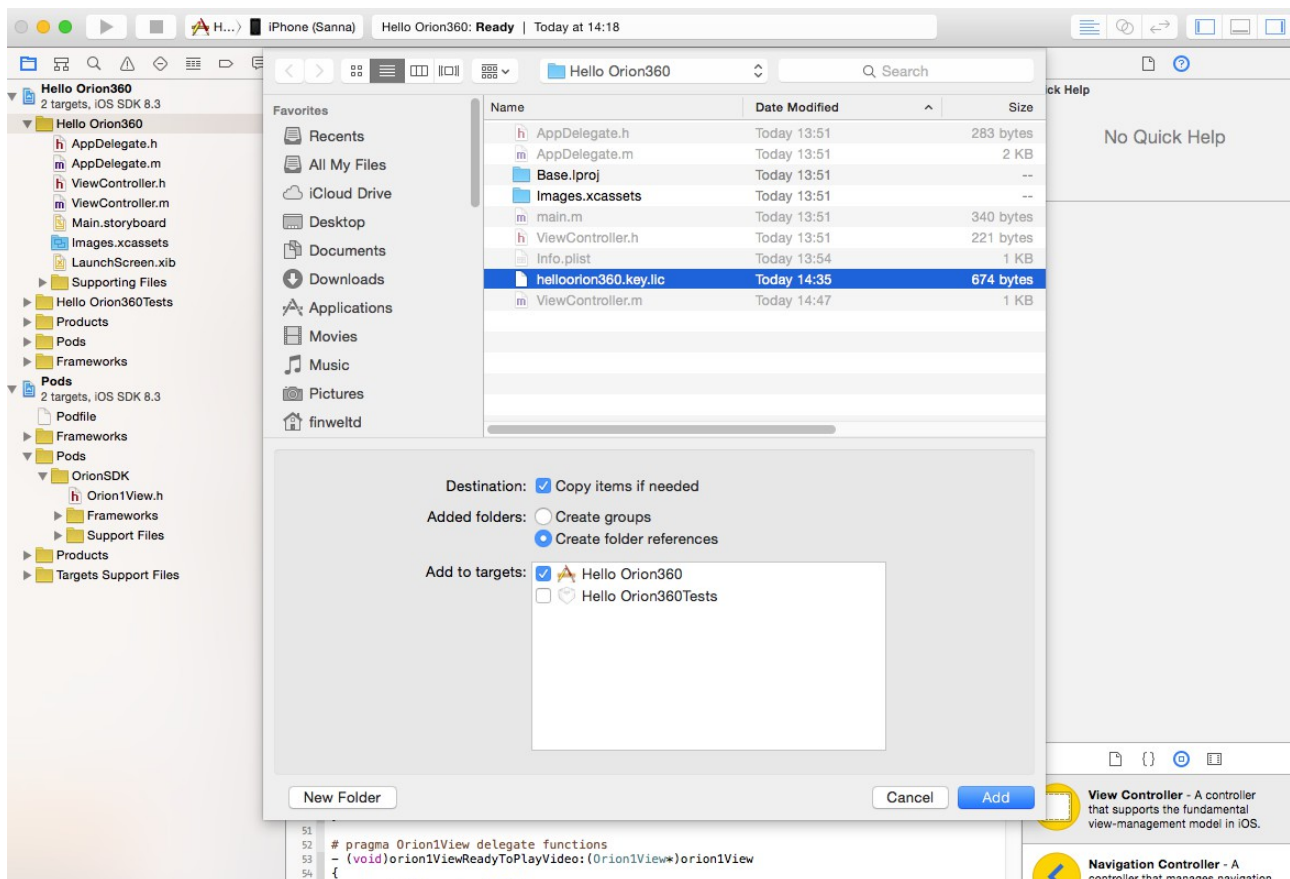 H...〉 iPhone (Sanna) Hello Orion360: Ready | Today at 14:18
Hello Orion360
2 targets, iOS SDK 8.3
Hello Orion360
h AppDelegate.h
m AppDelegate.m
h ViewController.h
m ViewController.m
Main.storyboard
Images.xcassets
LaunchScreen.xib
Supporting Files
Hello Orion360Tests
Products
Pods
Frameworks
Pods
2 targets, iOS SDK 8.3
Podfile
Frameworks
Pods
OrionSDK
h Orion1View.h
Frameworks
Support Files
Products
Targets Support Files
Hello Orion360
Search
Favorites
Recents
All My Files
iCloud Drive
Desktop
Documents
Downloads
Applications
Movies
Music
Pictures
finweltd
Name Date Modified Size
h AppDelegate.h Today 13:51 283 bytes
m AppDelegate.m Today 13:51 2 KB
Base.lproj Today 13:51 --
Images.xcassets Today 13:51 --
m main.m Today 13:51 340 bytes
h ViewController.h Today 13:51 221 bytes
Info.plist Today 13:54 1 KB
helloorion360.key.lic Today 14:35 674 bytes
m ViewController.m Today 14:47 1 KB
Destination: Copy items if needed
Added folders: Create groups
Create folder references
Add to targets: Hello Orion360
Hello Orion360Tests
New Folder Cancel Add
ck Help
No Quick Help
{}
View Controller - A controller
that supports the fundamental
view-management model in iOS.
Navigation Controller - A
controller that manages navigation
51
52 # pragma Orion1View delegate functions
53 - (void)orion1ViewReadyToPlayVideo:(Orion1View*)orion1View
54 {